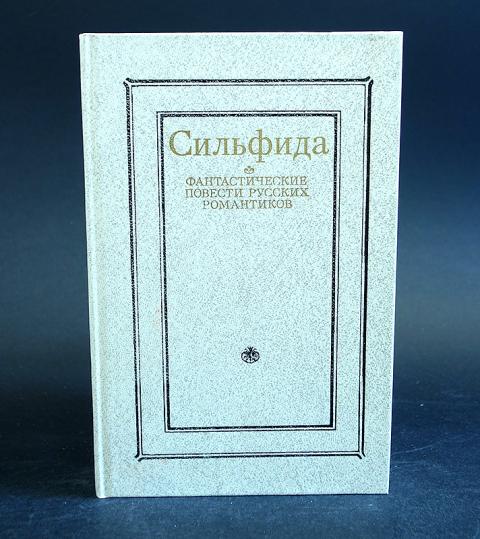 Сильфида
ФАНТАСТИЧЕСКИЕ
ПОВЕСТИ РУССКИХ
РОМАНТИКОВ